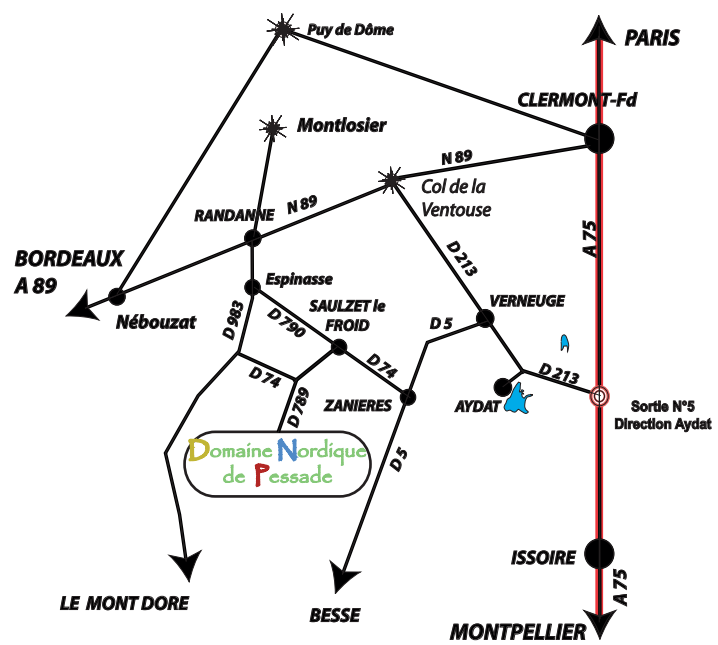 Puy de Dôme
PARIS
CLERMONT-Fd
Montlosier
N 89
Col de la
Ventouse
N 89
RANDANNE
A 75
BORDEAUX
A 89
D 213
Espinasse
Nébouzat
SAULZET le
FROID
VERNEUGE
D 983
D 790
D 5
D 74
D 74
D 213
D 789
ZANIERES
AYDAT
Sortie N°5
Direction Aydat
Domaine Nordique
de Pessade
D 5
ISSOIRE
A 75
LE MONT DORE
BESSE
MONTPELLIER